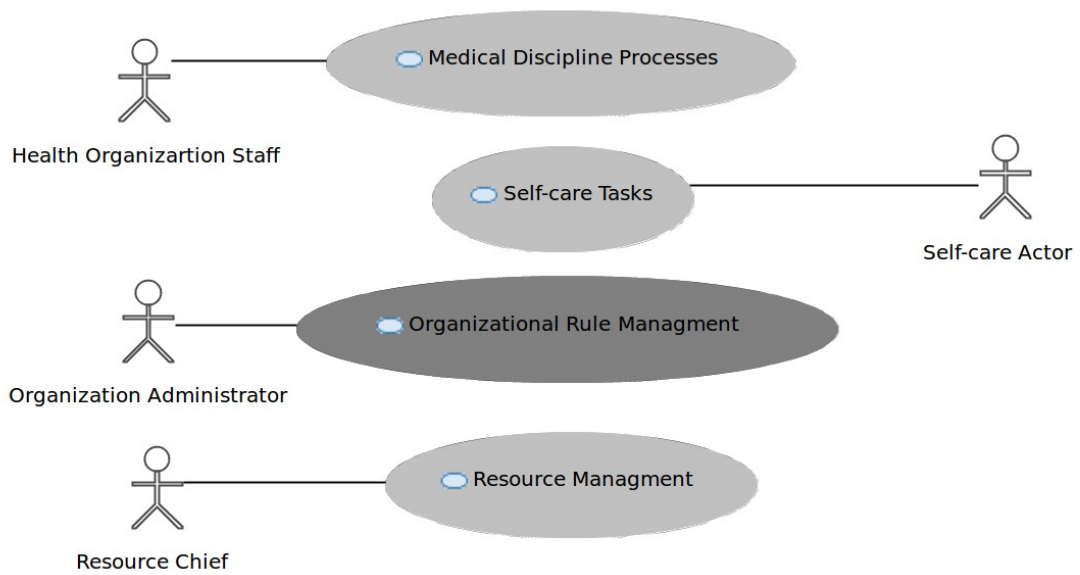 Medical Discipline Processes
Health Organizartion Staff
Self-care Tasks
Self-care Actor
Organizational Rule Managment
Organization Administrator
Resource Managment
Resource Chief